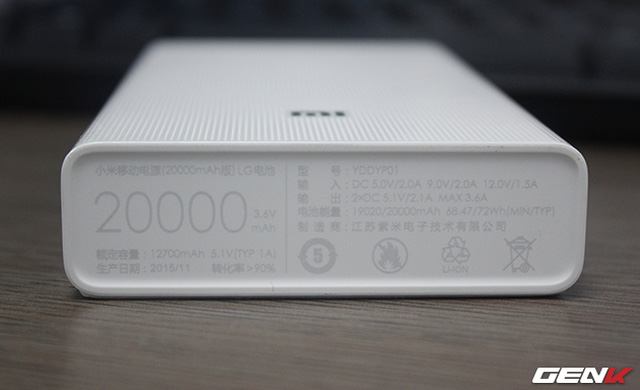 mi
小米移动电源(20000mAh版) LG电池
20000
3.6V
mAh
额定容量：12700mAh 5.1V(TYP 1A)
生产日期：2015/11 转化率>90%
型 号：YDDYP01
输 入：DC 5.0V/2.0A 9.0V/2.0A 12.0V/1.5A
输 出：2×DC 5.1V/2.1A MAX 3.6A
电池能量：19020/20000mAh 68.47/72Wh(MIN/TYP)
制 造 商：江苏紫米电子技术有限公司
5
LI-ION
GENK